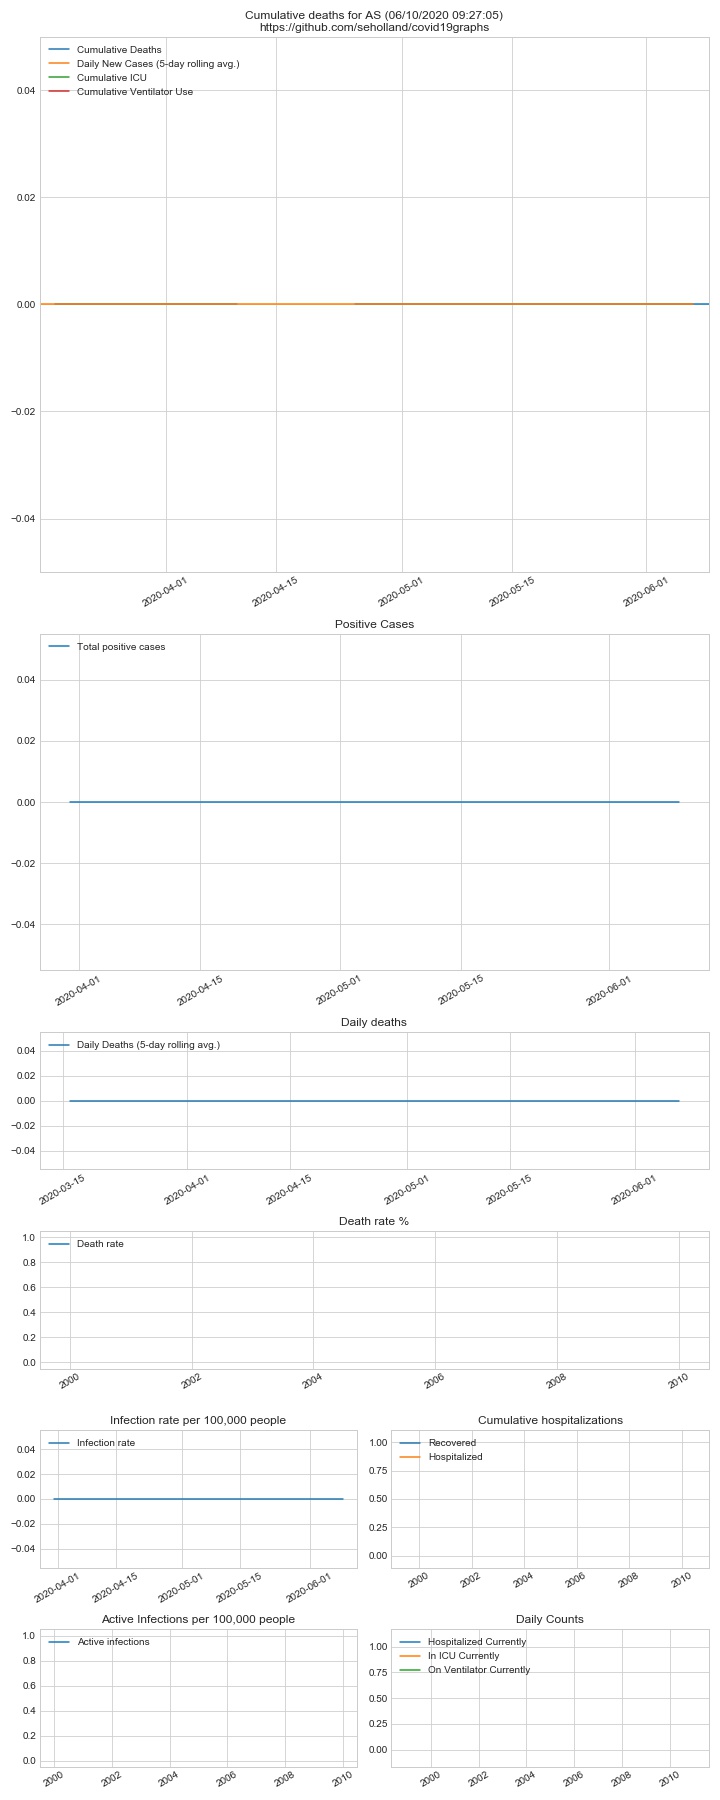 Cumulative deaths for AS (06/10/2020 09:27:05)
https://github.com/seholland/covid19graphs
Cumulative Deaths
Daily New Cases (5-day rolling avg.)
Cumulative ICU
Cumulative Ventilator Use
0.04
0.02
0.00
−0.02
−0.04
2020-04-01 2020-04-15 2020-05-01 2020-05-15 2020-06-01
Positive Cases
Total positive cases
0.04
0.02
0.00
−0.02
−0.04
2020-04-01 2020-04-15 2020-05-01 2020-05-15 2020-06-01
Daily deaths
Daily Deaths (5-day rolling avg.)
0.04
0.02
0.00
−0.02
−0.04
2020-03-15 2020-04-01 2020-04-15 2020-05-01 2020-05-15 2020-06-01
Death rate %
Death rate
1.0
0.8
0.6
0.4
0.2
0.0
2000 2002 2004 2006 2008 2010
Infection rate per 100,000 people
Infection rate
0.04
0.02
0.00
−0.02
−0.04
2020-04-01 2020-04-15 2020-05-01 2020-05-15 2020-06-01
Cumulative hospitalizations
Recovered
Hospitalized
1.00
0.75
0.50
0.25
0.00
2000 2002 2004 2006 2008 2010
Active Infections per 100,000 people
Active infections
1.0
0.8
0.6
0.4
0.2
0.0
2000 2002 2004 2006 2008 2010
Daily Counts
Hospitalized Currently
In ICU Currently
On Ventilator Currently
1.00
0.75
0.50
0.25
0.00
2000 2002 2004 2006 2008 2010